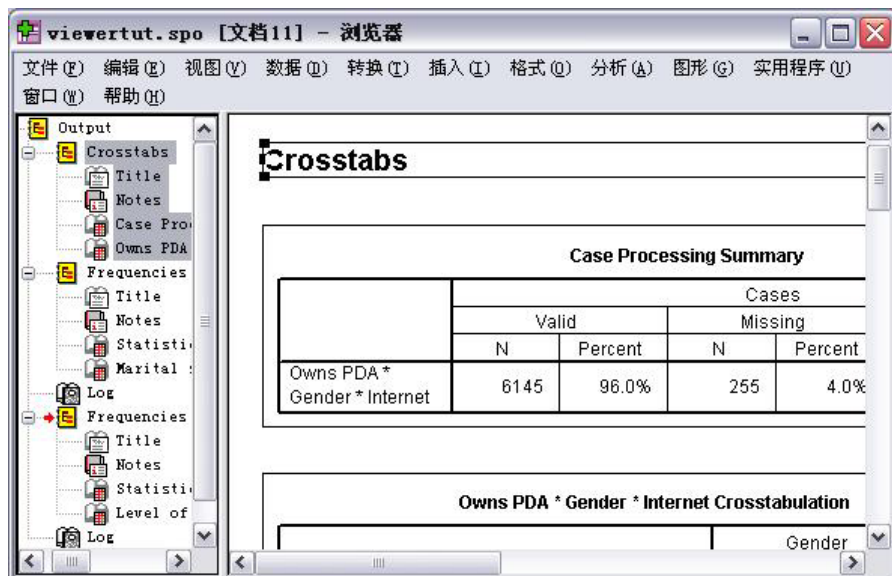 viewertut.spo [文档11] - 浏览器
文件(F) 编辑(E) 视图(V) 数据(D) 转换(T) 插入(I) 格式(O) 分析(A) 图形(G) 实用程序(U)
窗口(W) 帮助(H)
Output
Crosstabs
Title
Notes
Case Pro
Owns PDA
Frequencies
Title
Notes
Statisti
Marital
Log
Frequencies
Title
Notes
Statisti
Level of
Log
Crosstabs
Case Processing Summary
Cases
Valid Missing
N Percent N Percent
Owns PDA *
Gender * Internet 6145 96.0% 255 4.0%
Owns PDA * Gender * Internet Crosstabulation
Gender